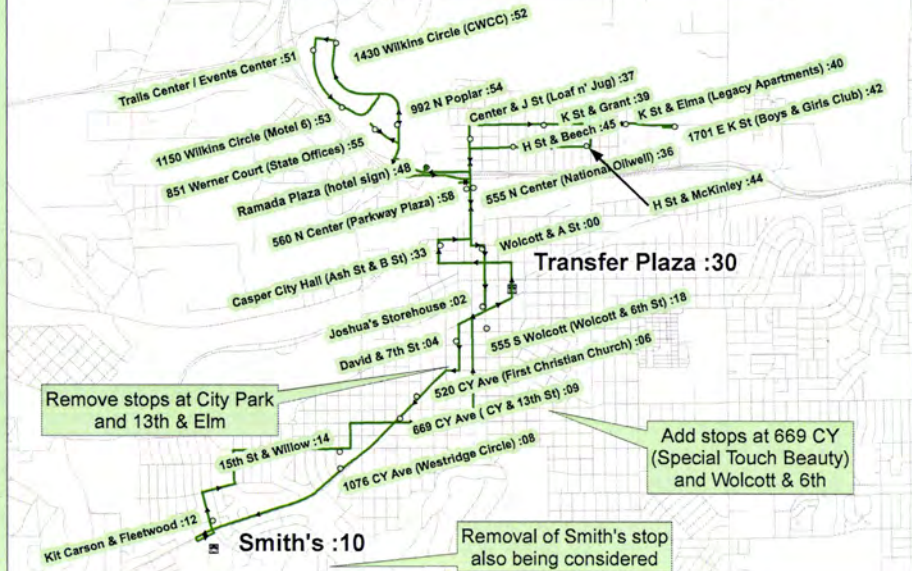 1430 Wilkins Circle (CWCC) :52
Trails Center / Events Center :51
992 N Poplar :54
Center & J St (Loaf n' Jug) :37
K St & Grant :39
K St & Elma (Legacy Apartments) :40
1150 Wilkins Circle (Motel 6) :53
H St & Beech :45
1701 E K St (Boys & Girls Club) :42
851 Werner Court (State Offices) :55
Ramada Plaza (hotel sign) :48
555 N Center (National Oilwell) :36
H St & McKinley :44
560 N Center (Parkway Plaza) :58
Wolcott & A St :00
Casper City Hall (Ash St & B St) :33
Transfer Plaza :30
Joshua's Storehouse :02
555 S Wolcott (Wolcott & 6th St) :18
David & 7th St :04
520 CY Ave (First Christian Church) :06
Remove stops at City Park
and 13th & Elm
669 CY Ave ( CY & 13th St) :09
Add stops at 669 CY
(Special Touch Beauty)
and Wolcott & 6th
15th St & Willow :14
1076 CY Ave (Westridge Circle) :08
Kit Carson & Fleetwood :12
Smith's :10
Removal of Smith's stop
also being considered